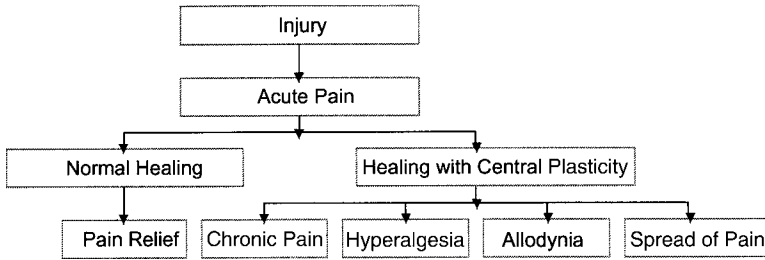 Injury
Acute Pain
Normal Healing
Healing with Central Plasticity
Pain Relief
Chronic Pain
Hyperalgesia
Allodynia
Spread of Pain